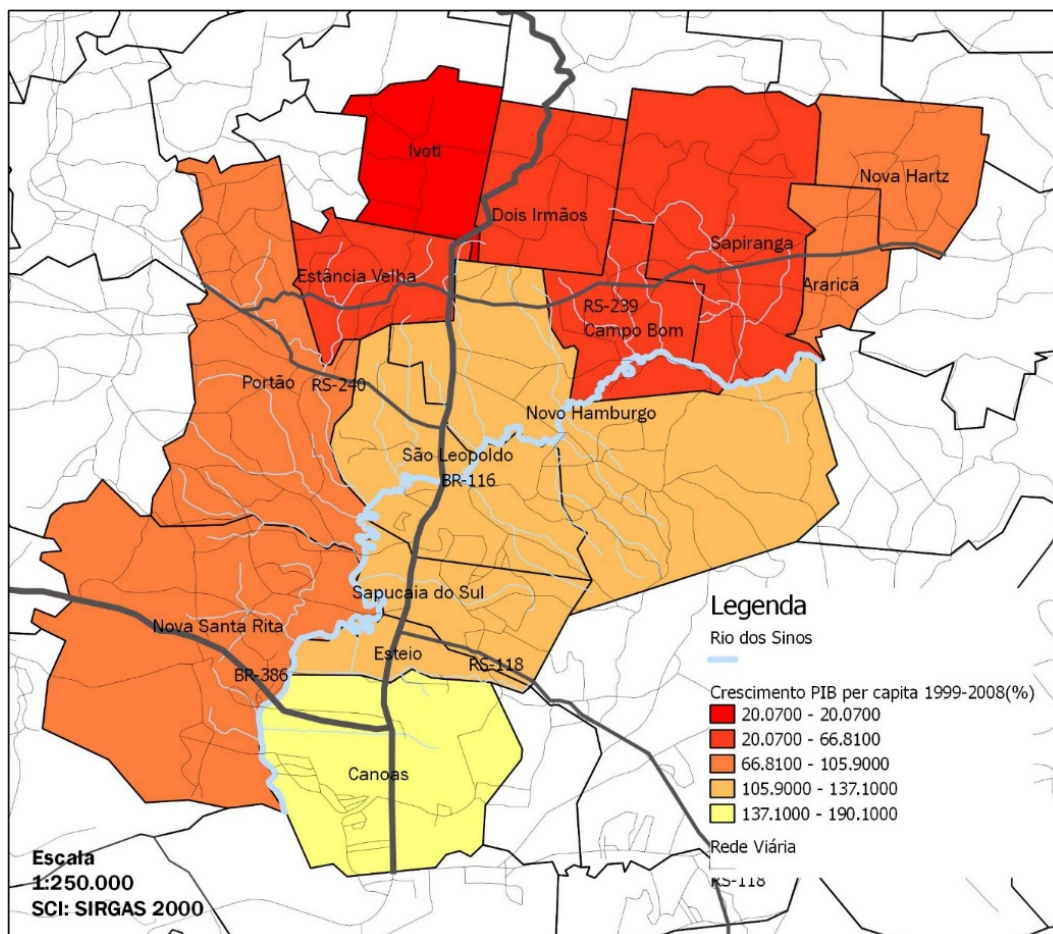 Ivoti
Nova Hartz
Dois Irmãos
Sapiranga
Estância Velha
Araricá
RS-239
Campo Bom
Portão
RS-240
Novo Hamburgo
São Leopoldo
BR-116
Sapucaia do Sul
Nova Santa Rita
Esteio
RS-118
BR-386
Canoas
Legenda
Rio dos Sinos
Crescimento PIB per capita 1999-2008(%)
20.0700 - 20.0700
20.0700 - 66.8100
66.8100 - 105.9000
105.9000 - 137.1000
137.1000 - 190.1000
Rede Viária
RS-118
Escala
1:250.000
SCI: SIRGAS 2000